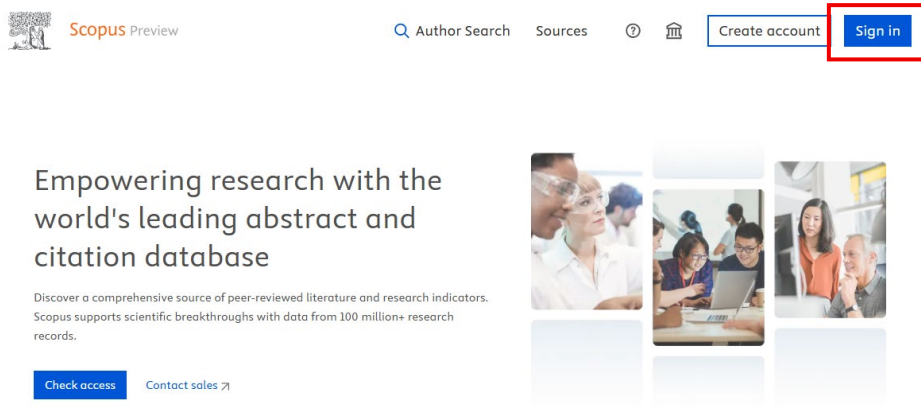 Scopus Preview
Author Search Sources Create account Sign in
Empowering research with the
world's leading abstract and
citation database
Discover a comprehensive source of peer-reviewed literature and research indicators.
Scopus supports scientific breakthroughs with data from 100 million+ research
records.
Check access Contact sales